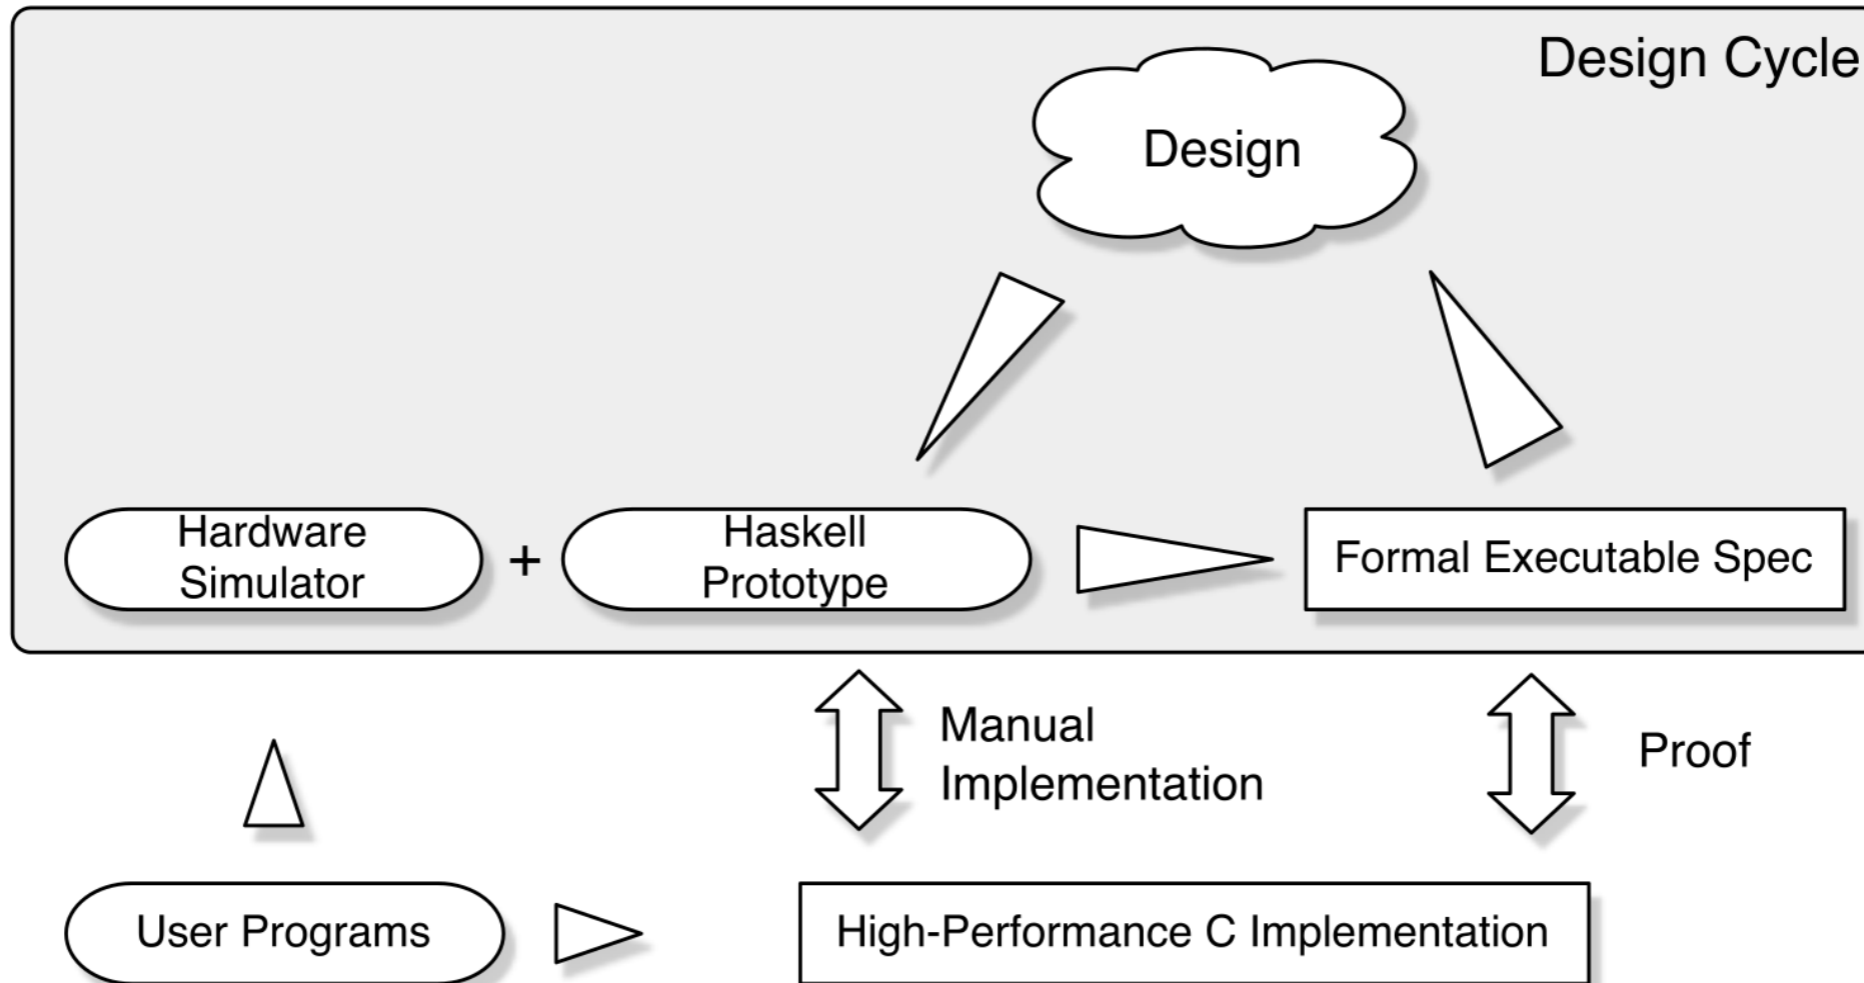 Design Cycle
Design
Hardware
Simulator
+
Haskell
Prototype
Formal Executable Spec
Manual
Implementation
Proof
User Programs
High-Performance C Implementation